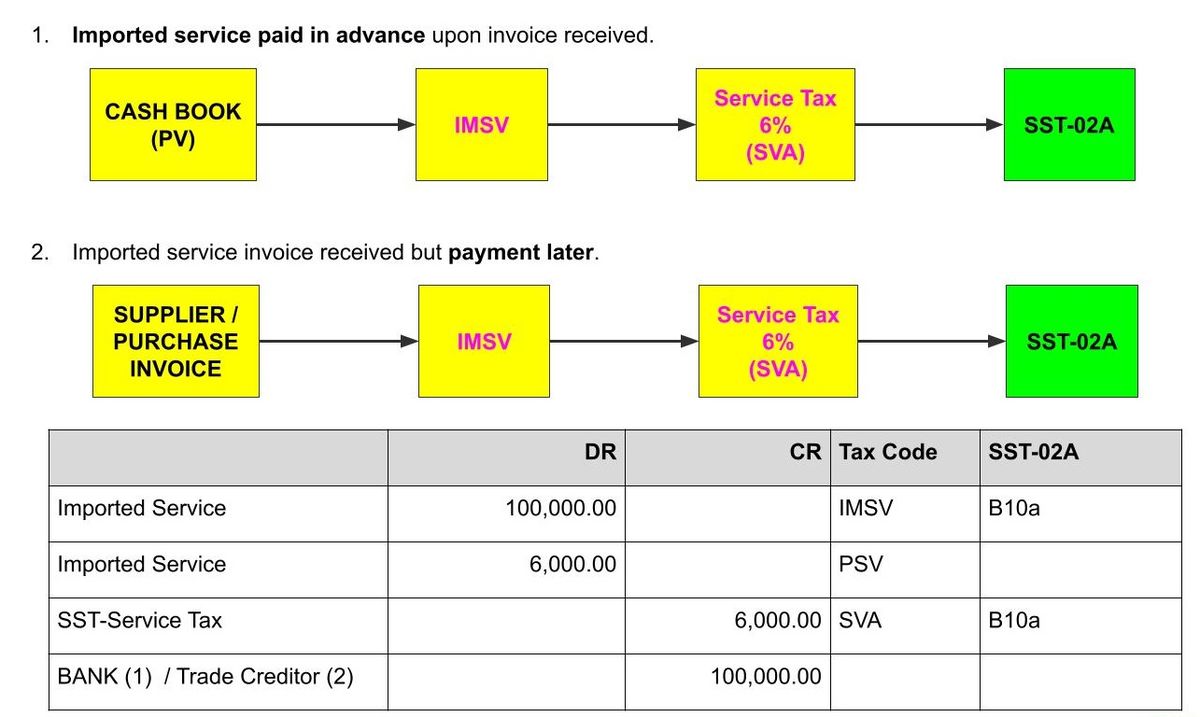 1. Imported service paid in advance upon invoice received.
CASH BOOK
(PV)
IMSV
Service Tax
6%
(SVA)
SST-02A
2. Imported service invoice received but payment later.
SUPPLIER /
PURCHASE
INVOICE
IMSV
Service Tax
6%
(SVA)
SST-02A
DR CR Tax Code SST-02A
Imported Service 100,000.00 IMSV B10a
Imported Service 6,000.00 PSV
SST-Service Tax 6,000.00 SVA B10a
BANK (1) / Trade Creditor (2) 100,000.00